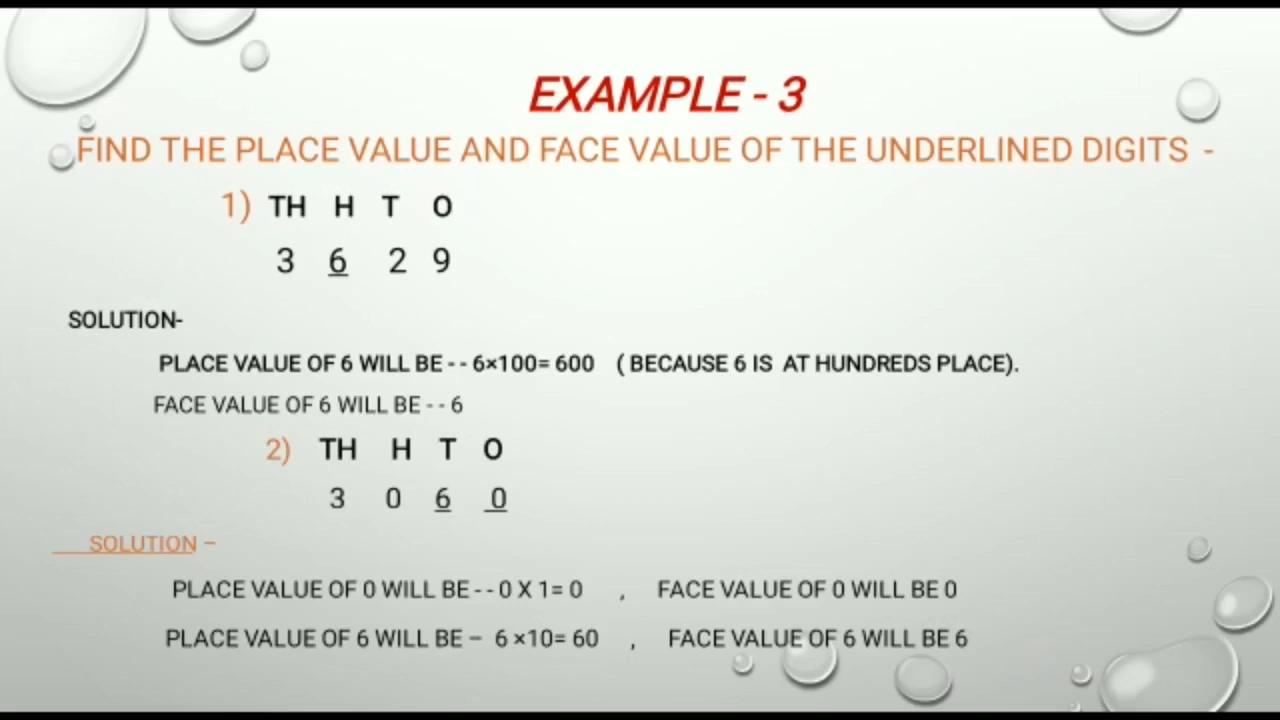 EXAMPLE - 3
FIND THE PLACE VALUE AND FACE VALUE OF THE UNDERLINED DIGITS -
1) TH H T O
3 6 2 9
SOLUTION-
PLACE VALUE OF 6 WILL BE - - 6×100= 600 ( BECAUSE 6 IS AT HUNDREDS PLACE).
FACE VALUE OF 6 WILL BE - - 6
2) TH H T O
3 0 6 0
SOLUTION –
PLACE VALUE OF 0 WILL BE - - 0 X 1= 0 , FACE VALUE OF 0 WILL BE 0
PLACE VALUE OF 6 WILL BE – 6 ×10= 60 , FACE VALUE OF 6 WILL BE 6